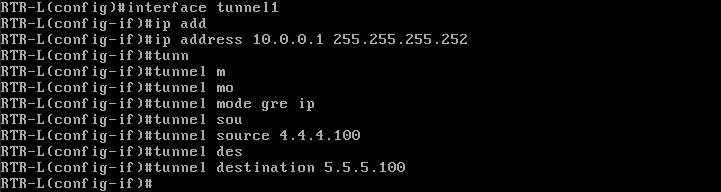 RTR-L(config)#interface tunnel1
RTR-L(config-if)#ip add
RTR-L(config-if)#ip address 10.0.0.1 255.255.255.252
RTR-L(config-if)#tunn
RTR-L(config-if)#tunnel m
RTR-L(config-if)#tunnel mo
RTR-L(config-if)#tunnel mode gre ip
RTR-L(config-if)#tunnel sou
RTR-L(config-if)#tunnel source 4.4.4.100
RTR-L(config-if)#tunnel des
RTR-L(config-if)#tunnel destination 5.5.5.100
RTR-L(config-if)#